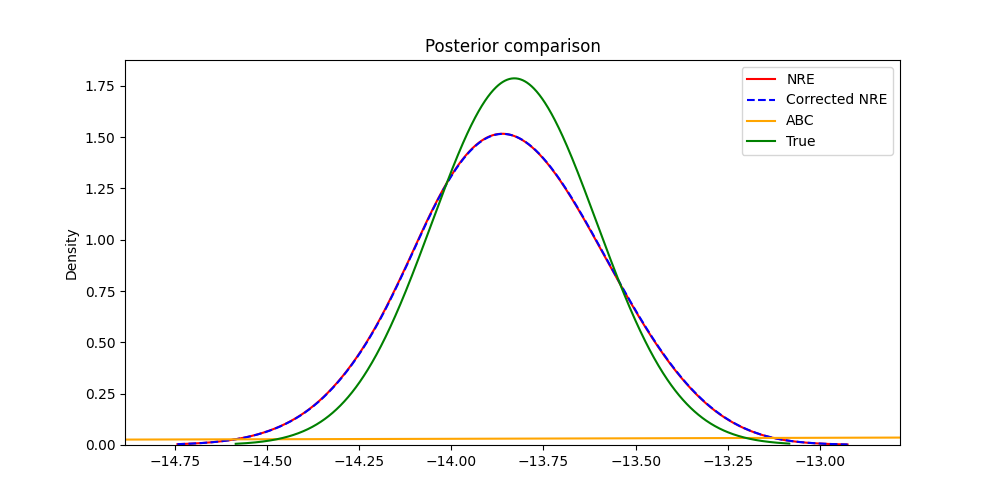 Posterior comparison
NRE
Corrected NRE
ABC
True
Density
1.75
1.50
1.25
1.00
0.75
0.50
0.25
0.00
−14.75 −14.50 −14.25 −14.00 −13.75 −13.50 −13.25 −13.00